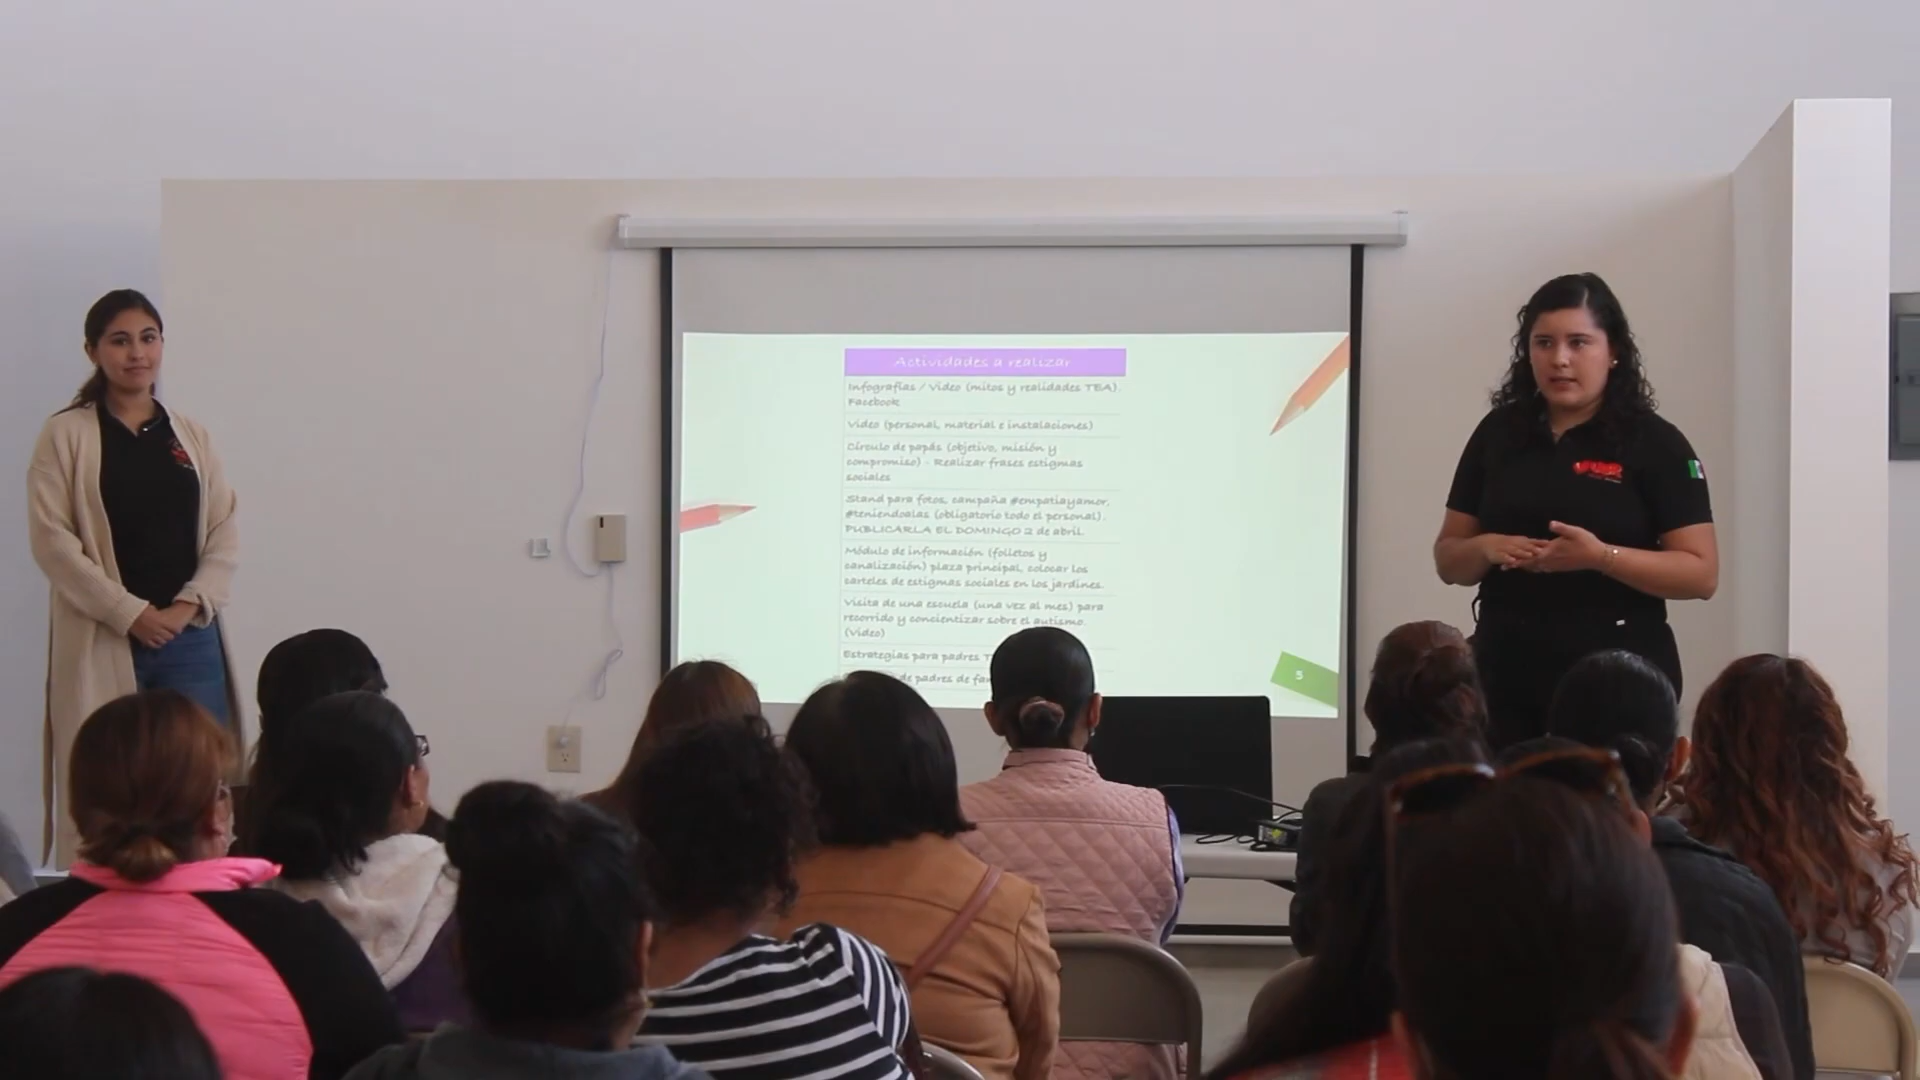 Actividades a realizar
Infografías / Video (mitos y realidades TEA).
Facebook
Video (personal, material e instalaciones)
Círculo de papás (objetivo, misión y
compromiso) - Realizar frases estigmas
sociales
Stand para fotos, campaña #empatiayamor,
#teniendoalas (obligatorio todo el personal).
PUBLICARLA EL DOMINGO 2 de abril.
Módulo de información (folletos y
canalización) plaza principal, colocar los
carteles de estigmas sociales en los jardines.
Visita de una escuela (una vez al mes) para
recorrido y concientizar sobre el autismo.
(Video)
Estrategias para padres
de padres de
5